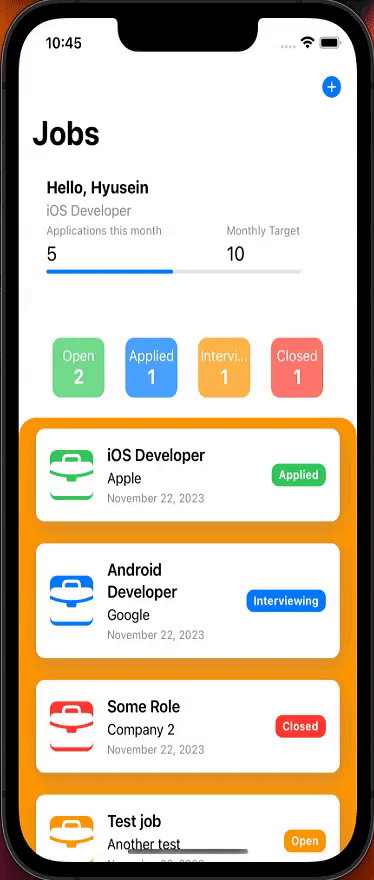 10:45
Jobs
Hello, Hyusein
iOS Developer
Applications this month Monthly Target
5 10
Open Applied Intervi... Closed
2 1 1 1
iOS Developer
Apple
November 22, 2023
Applied
Android
Developer
Google
November 22, 2023
Interviewing
Some Role
Company 2
November 22, 2023
Closed
Test job
Another test
Open